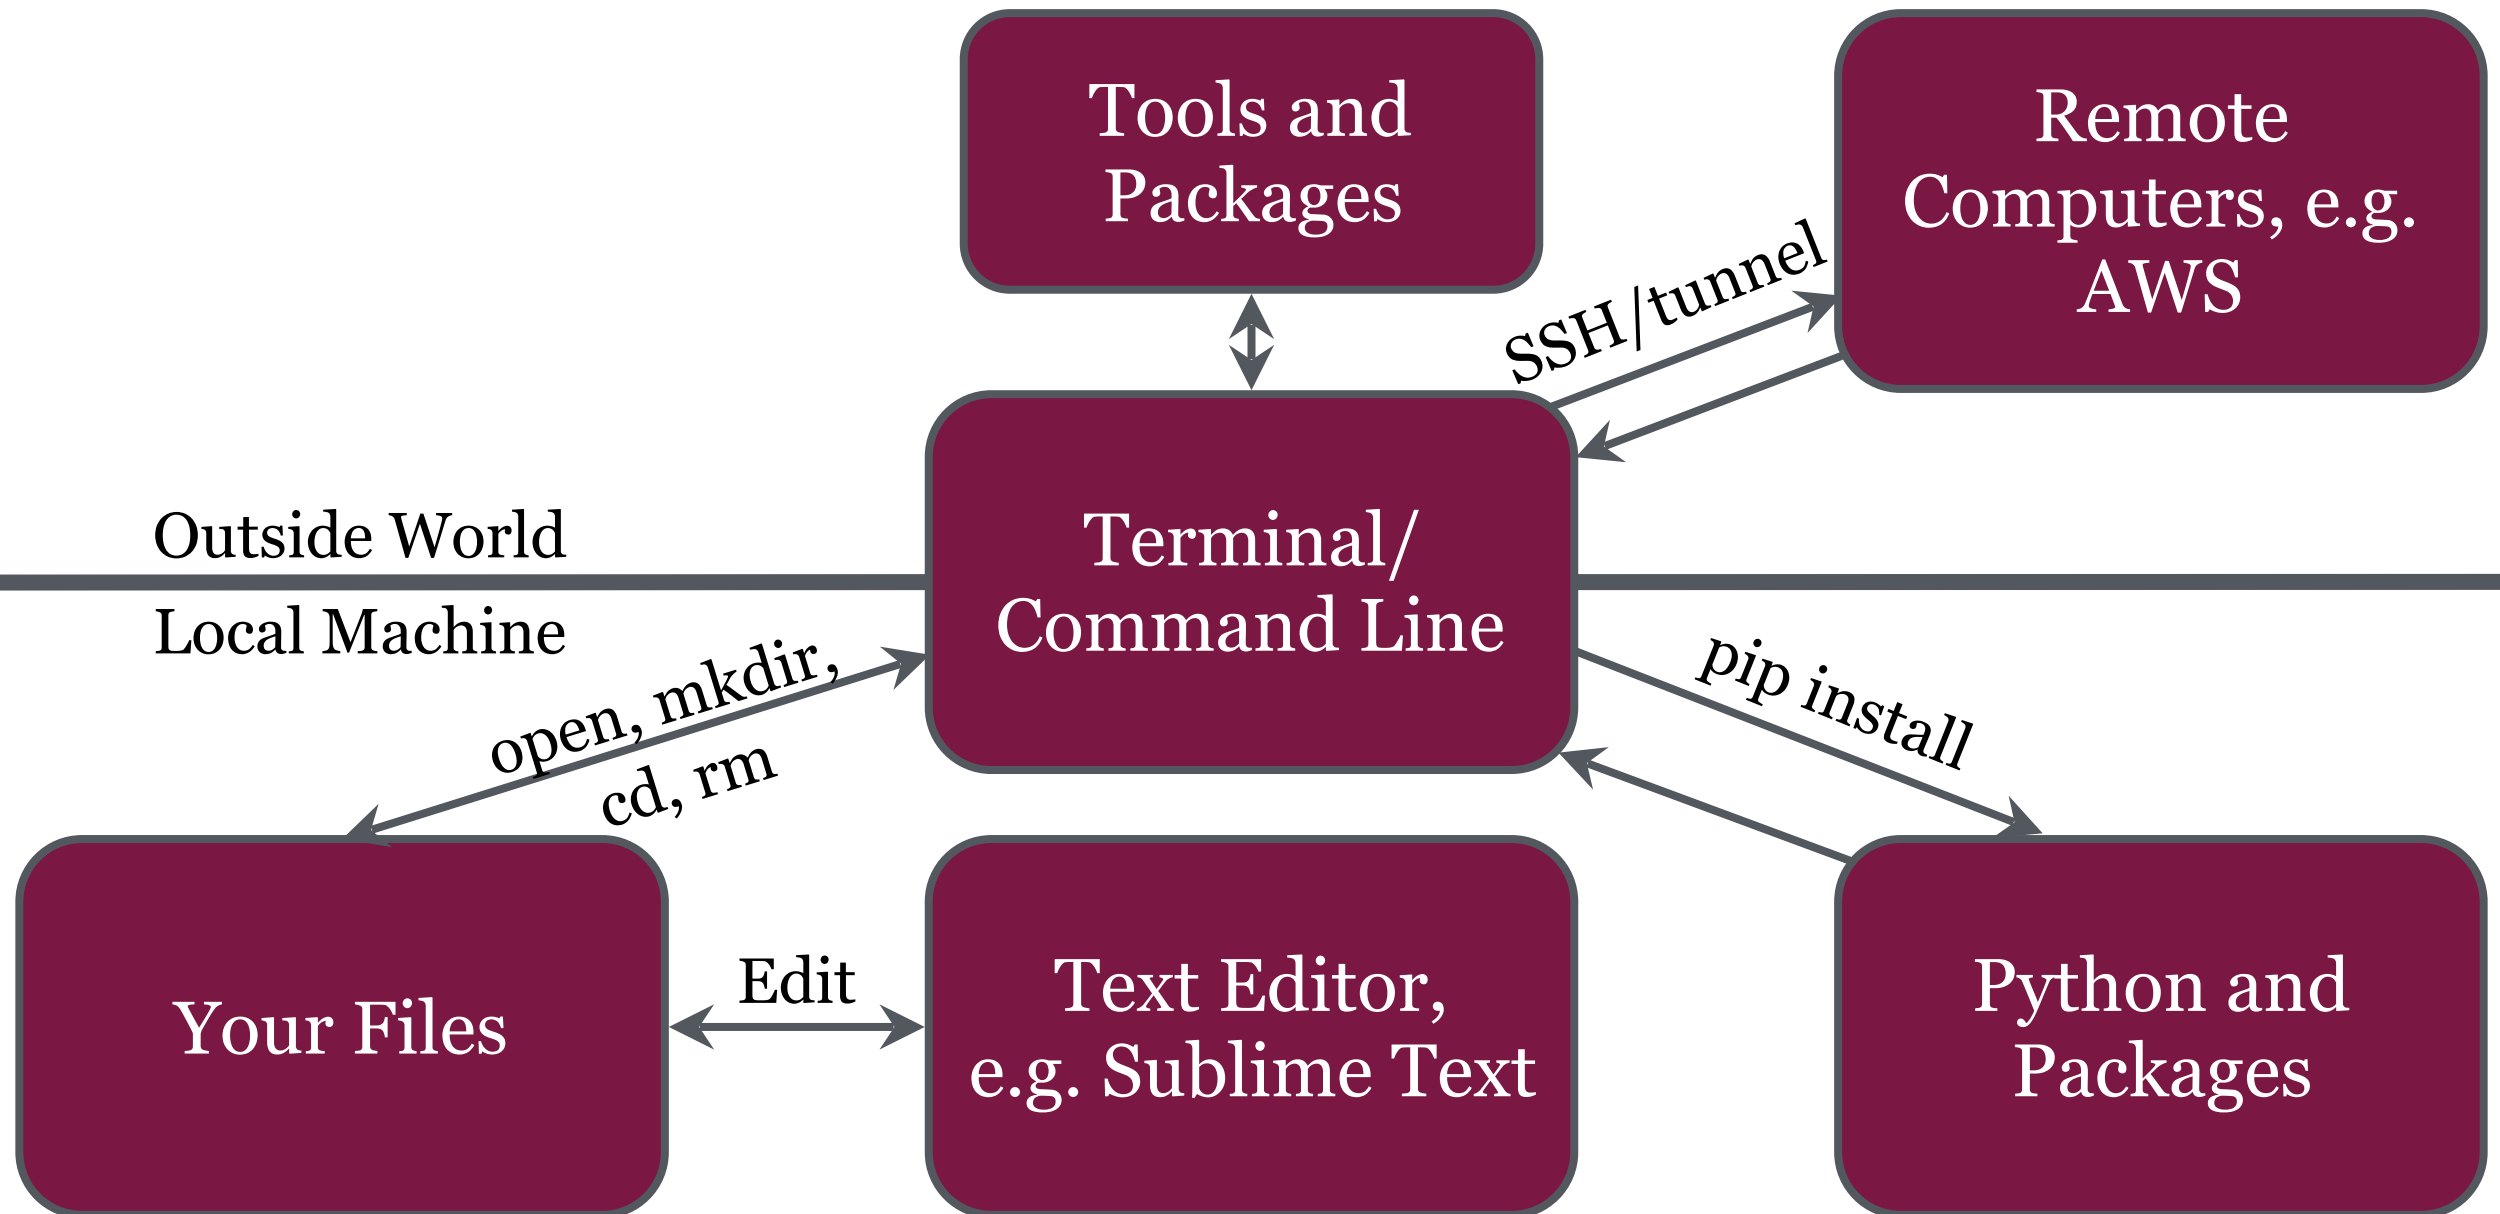 Tools and
Packages
Remote
Computers, e.g.
AWS
SSH/tunnel
Terminal/
Command Line
Outside World
Local Machine
open, mkdir,
cd, rm
pip install
Your Files
Edit
Text Editor,
e.g. Sublime Text
Python and
Packages